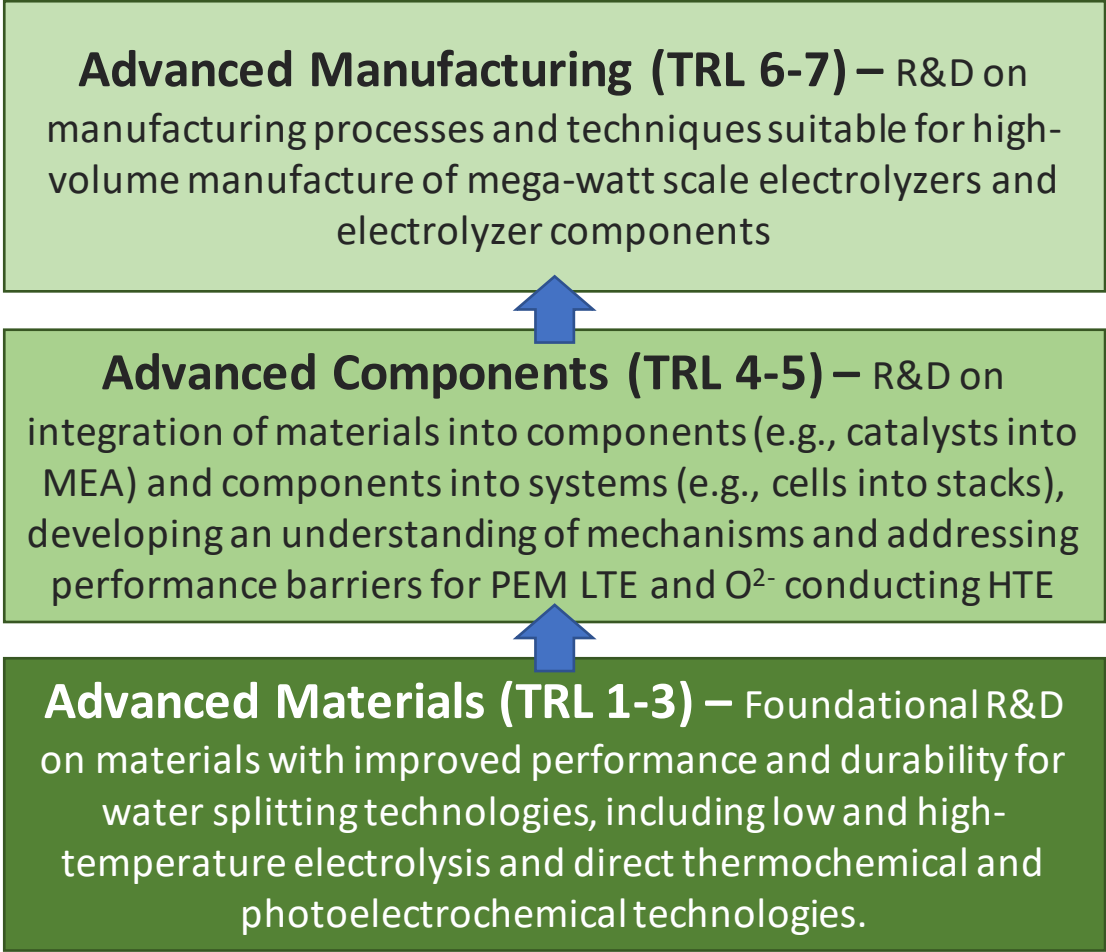 Advanced Manufacturing (TRL 6-7) – R&D on
manufacturing processes and techniques suitable for high-
volume manufacture of mega-watt scale electrolyzers and
electrolyzer components
Advanced Components (TRL 4-5) – R&D on
integration of materials into components (e.g., catalysts into
MEA) and components into systems (e.g., cells into stacks),
developing an understanding of mechanisms and addressing
performance barriers for PEM LTE and O²⁻ conducting HTE
Advanced Materials (TRL 1-3) – Foundational R&D
on materials with improved performance and durability for
water splitting technologies, including low and high-
temperature electrolysis and direct thermochemical and
photoelectrochemical technologies.